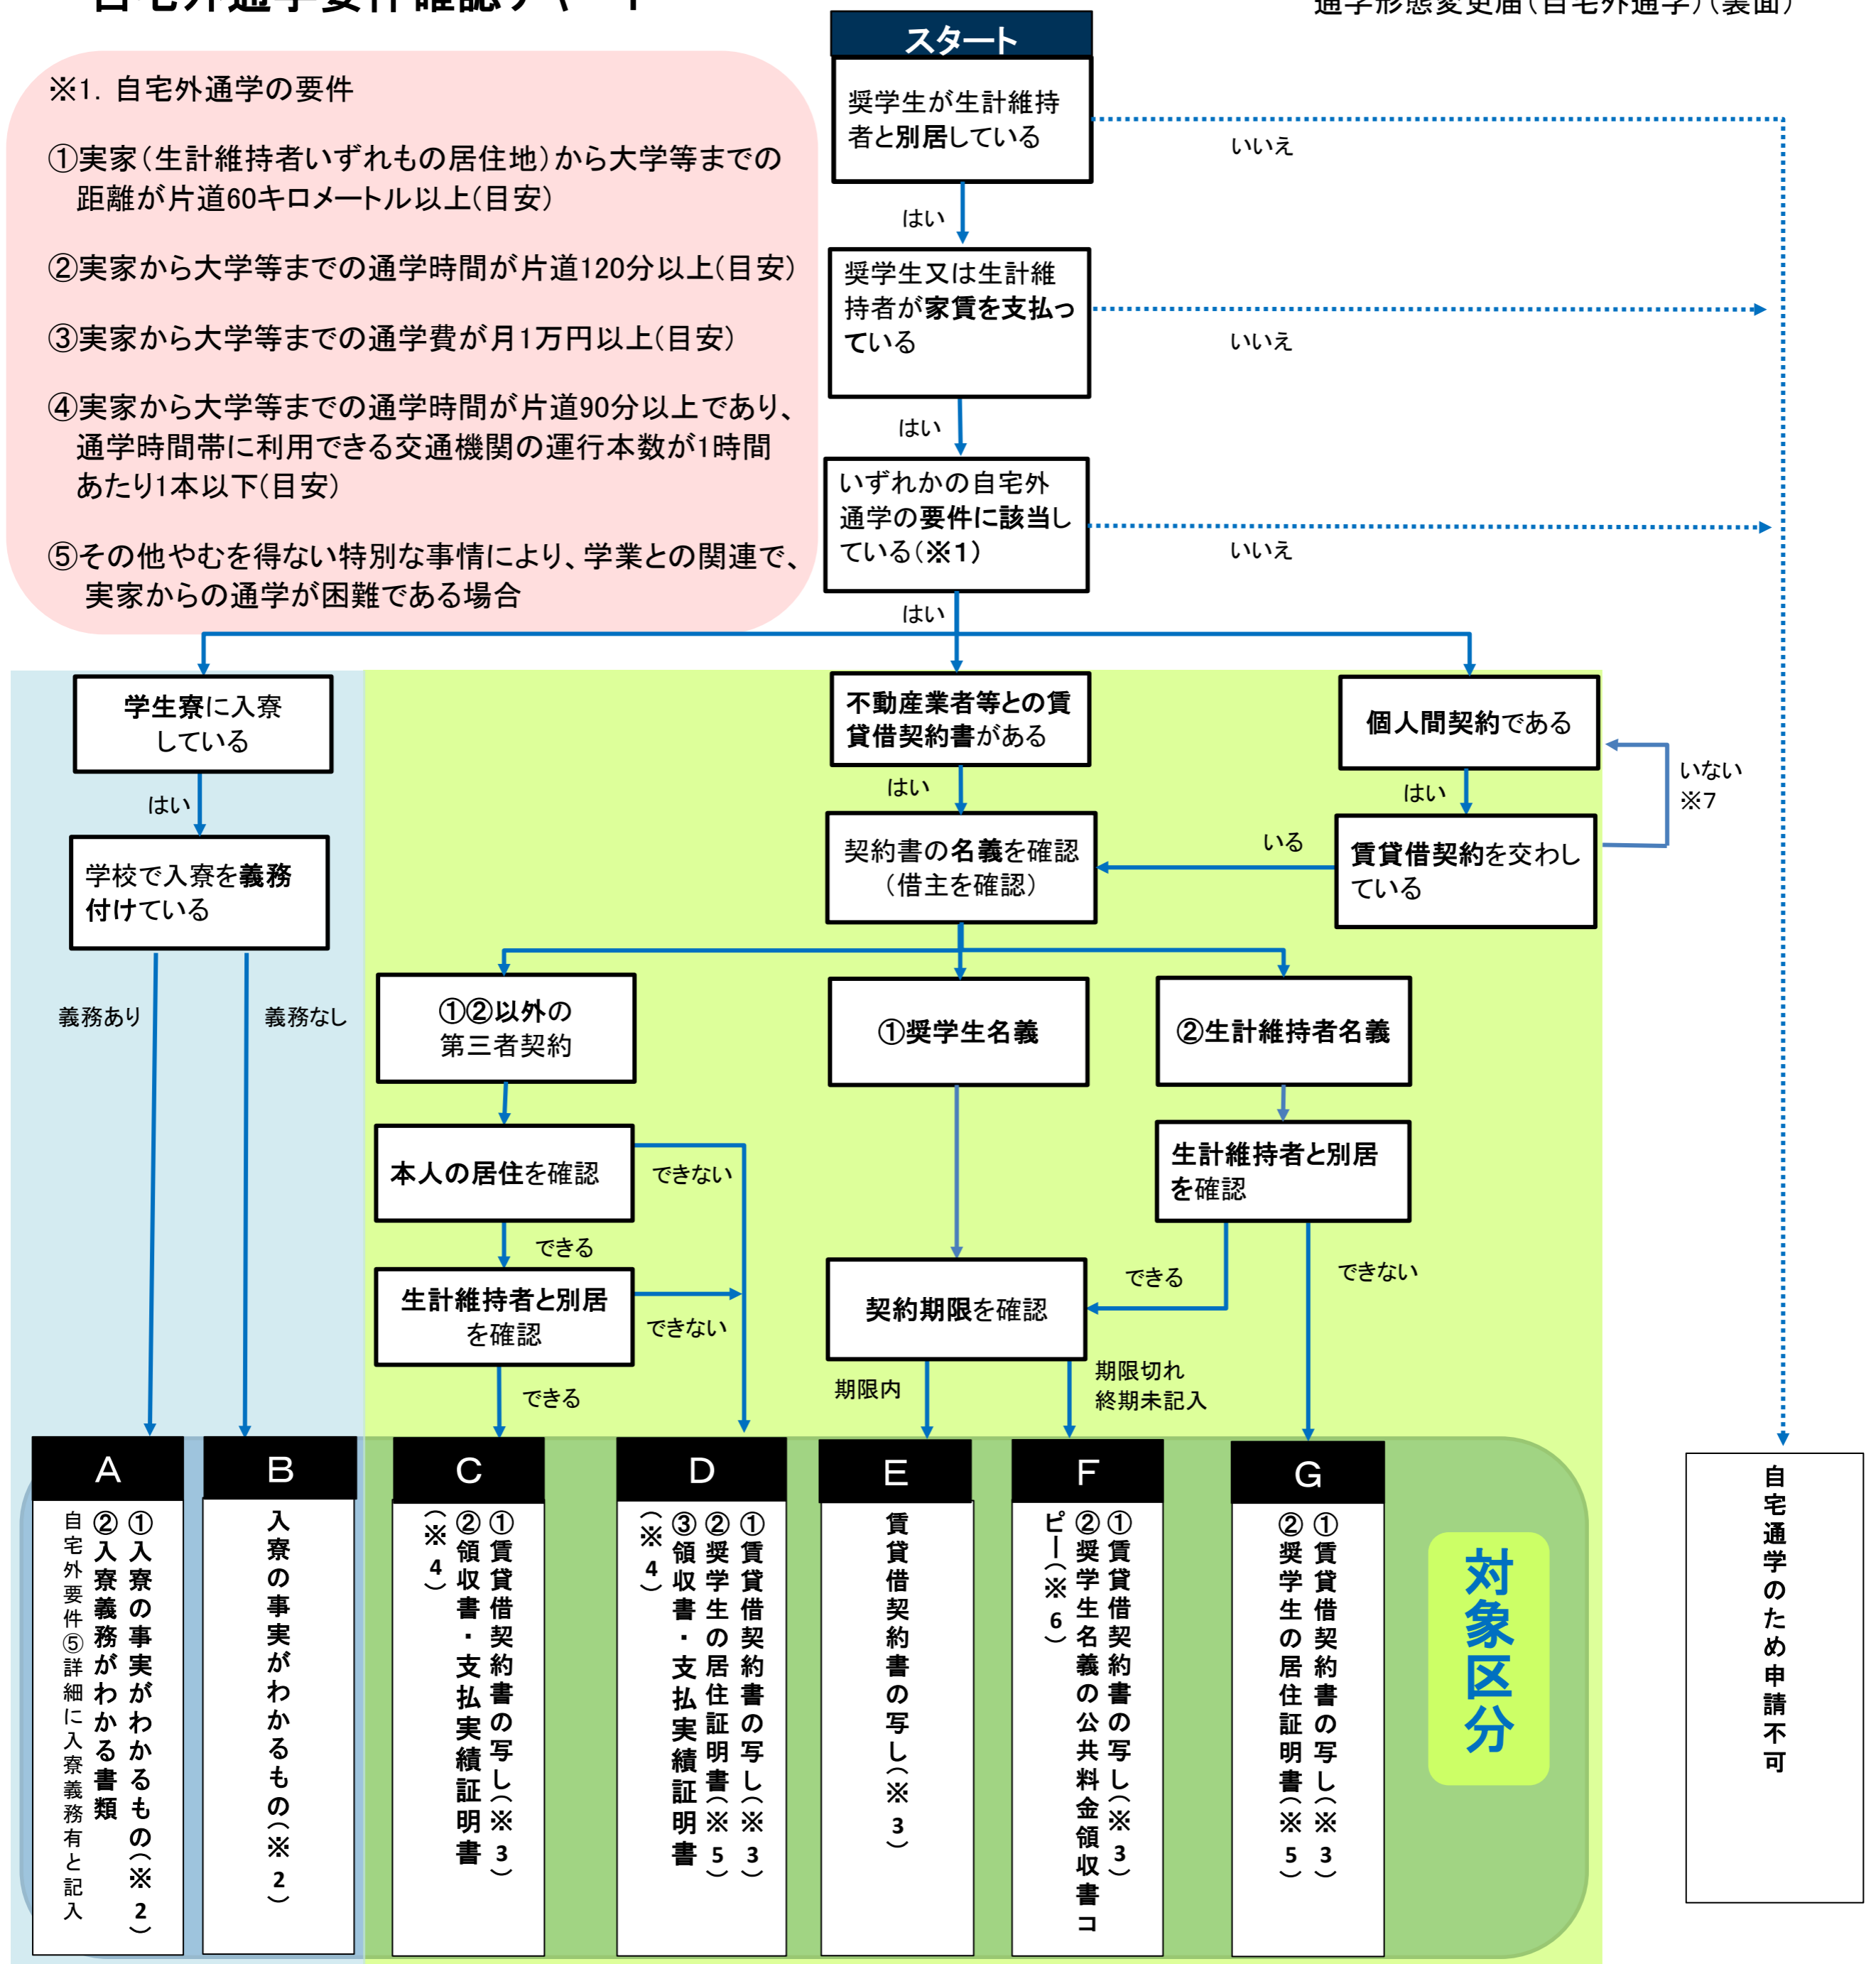 通学形態変更届(自宅外通学)(裏面)
※1. 自宅外通学の要件
①実家(生計維持者いずれもの居住地)から大学等までの
距離が片道60キロメートル以上(目安)
②実家から大学等までの通学時間が片道120分以上(目安)
③実家から大学等までの通学費が月1万円以上(目安)
④実家から大学等までの通学時間が片道90分以上であり、
通学時間帯に利用できる交通機関の運行本数が1時間
あたり1本以下(目安)
⑤その他やむを得ない特別な事情により、学業との関連で、
実家からの通学が困難である場合
スタート
奨学生が生計維持
者と別居している
いいえ
はい
奨学生又は生計維
持者が家賃を支払っ
ている
いいえ
はい
いずれかの自宅外
通学の要件に該当し
ている(※1)
いいえ
はい
学生寮に入寮
している
はい
学校で入寮を義務
付けている
義務あり
義務なし
不動産業者等との賃
貸借契約書がある
はい
契約書の名義を確認
(借主を確認)
個人間契約である
はい
いない
※7
賃貸借契約を交わし
ている
いる
①②以外の
第三者契約
①奨学生名義
②生計維持者名義
本人の居住を確認
できない
できる
生計維持者と別居
を確認
できない
できる
生計維持者と別居
を確認
できる
できない
契約期限を確認
期限内
期限切れ
終期未記入
A
①入寮の事実がわかるもの(※2)
②入寮義務がわかる書類
自宅外要件⑤詳細に入寮義務有と記入
B
入寮の事実がわかるもの(※2)
C
①賃貸借契約書の写し(※3)
②領収書・支払実績証明書
(※4)
D
①賃貸借契約書の写し(※3)
②奨学生の居住証明書(※5)
③領収書・支払実績証明書
(※4)
E
賃貸借契約書の写し(※3)
F
①賃貸借契約書の写し(※3)
②奨学生名義の公共料金領収書コ
ピー(※6)
G
①賃貸借契約書の写し(※3)
②奨学生の居住証明書(※5)
対象区分
自宅通学のため申請不可